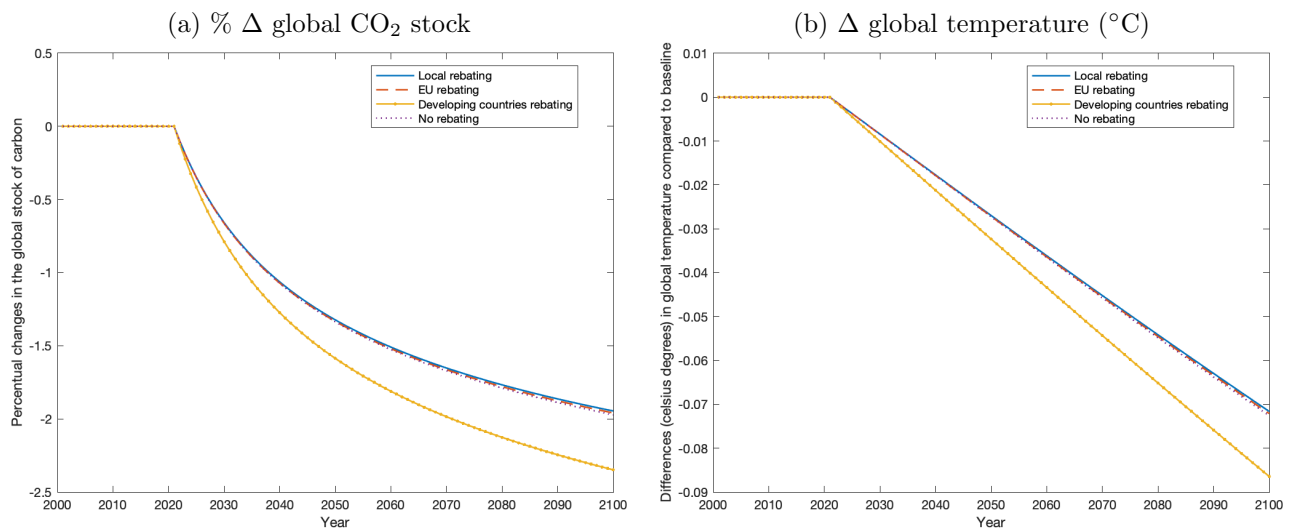 (a) % Δ global CO₂ stock
0.5
0
-0.5
-1
-1.5
-2
-2.5
Percentual changes in the global stock of carbon
2000 2010 2020 2030 2040 2050 2060 2070 2080 2090 2100
Year
Local rebating
EU rebating
Developing countries rebating
No rebating
(b) Δ global temperature (°C)
0.01
0
-0.01
-0.02
-0.03
-0.04
-0.05
-0.06
-0.07
-0.08
-0.09
Differences (celsius degrees) in global temperature compared to baseline
2000 2010 2020 2030 2040 2050 2060 2070 2080 2090 2100
Year
Local rebating
EU rebating
Developing countries rebating
No rebating